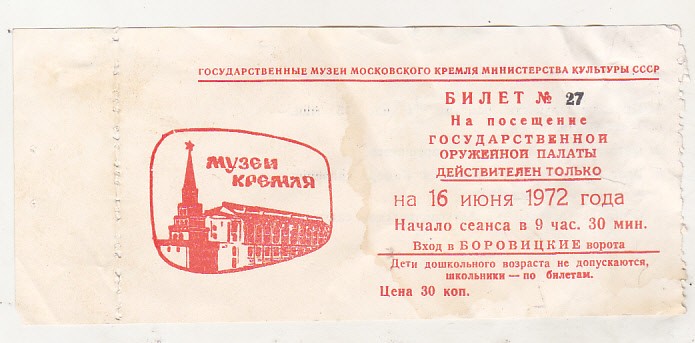 ГОСУДАРСТВЕННЫЕ МУЗЕИ МОСКОВСКОГО КРЕМЛЯ МИНИСТЕРСТВА КУЛЬТУРЫ СССР
МУЗЕИ
КРЕМЛЯ
БИЛЕТ № 27
На посещение
ГОСУДАРСТВЕННОЙ
ОРУЖЕЙНОЙ ПАЛАТЫ
ДЕЙСТВИТЕЛЕН ТОЛЬКО
на 16 июня 1972 года
Начало сеанса в 9 час. 30 мин.
Вход в БОРОВИЦКИЕ ворота
Дети дошкольного возраста не допускаются,
школьники — по билетам.
Цена 30 коп.